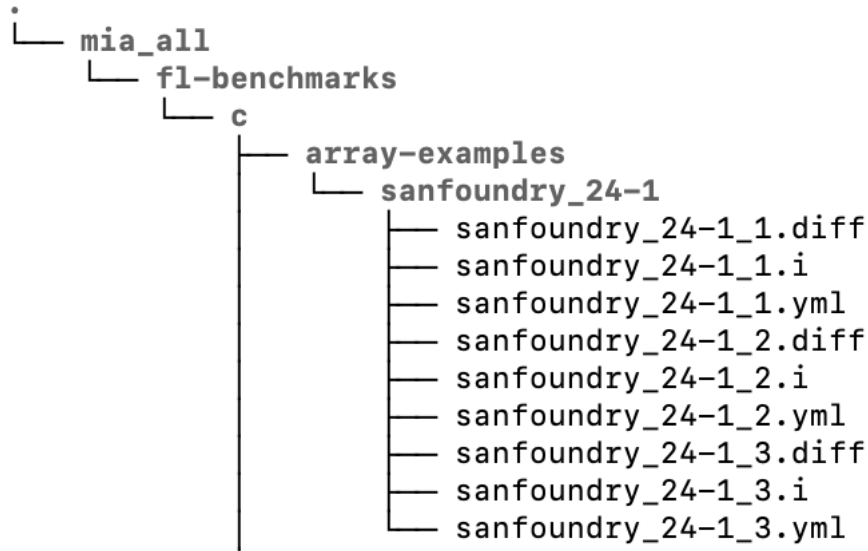 .
└── mia_all
    └── fl-benchmarks
        └── c
            ├── array-examples
            │   └── sanfoundry_24-1
            │       ├── sanfoundry_24-1_1.diff
            │       ├── sanfoundry_24-1_1.i
            │       ├── sanfoundry_24-1_1.yml
            │       ├── sanfoundry_24-1_2.diff
            │       ├── sanfoundry_24-1_2.i
            │       ├── sanfoundry_24-1_2.yml
            │       ├── sanfoundry_24-1_3.diff
            │       ├── sanfoundry_24-1_3.i
            │       └── sanfoundry_24-1_3.yml